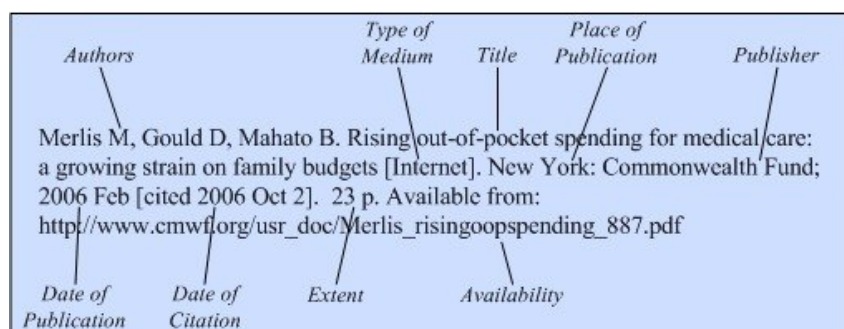 Type of Place of
Authors Medium Title Publication Publisher
Merlis M, Gould D, Mahato B. Rising out-of-pocket spending for medical care:
a growing strain on family budgets [Internet]. New York: Commonwealth Fund;
2006 Feb [cited 2006 Oct 2]. 23 p. Available from:
http://www.cmwf.org/usr_doc/Merlis_risingoopspending_887.pdf
Date of Date of Extent Availability
Publication Citation